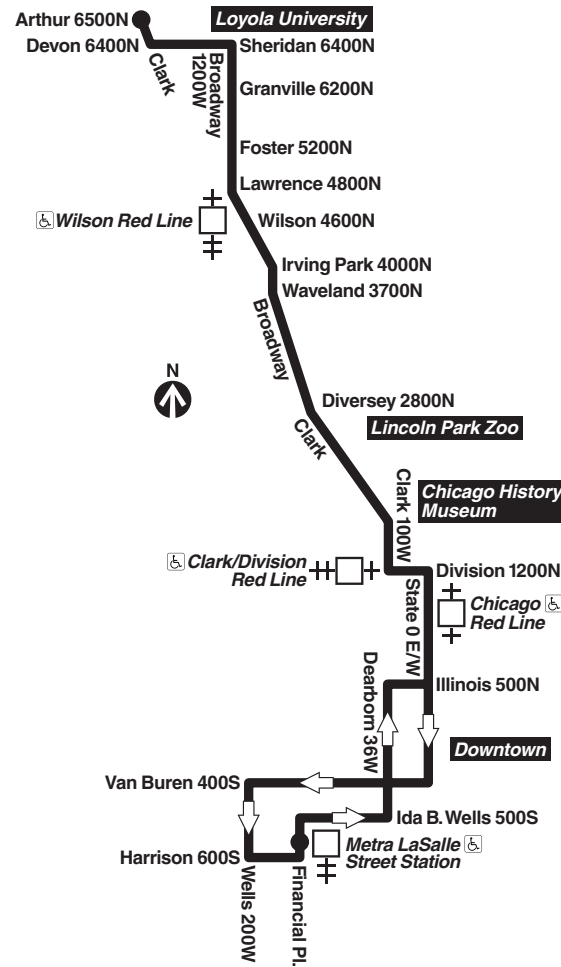 Arthur 6500N
Loyola University
Devon 6400N
Sheridan 6400N
Clark
Broadway
1200W
Granville 6200N
Foster 5200N
Lawrence 4800N
Wilson Red Line
Wilson 4600N
Irving Park 4000N
Waveland 3700N
Broadway
N
Diversey 2800N
Clark
Lincoln Park Zoo
Clark 100W
Chicago History
Museum
Clark/Division
Red Line
Division 1200N
State 0 E/W
Chicago
Red Line
Dearborn 36W
Illinois 500N
Downtown
Van Buren 400S
Ida B. Wells 500S
Metra LaSalle
Street Station
Harrison 600S
Wells 200W
Financial Pl.